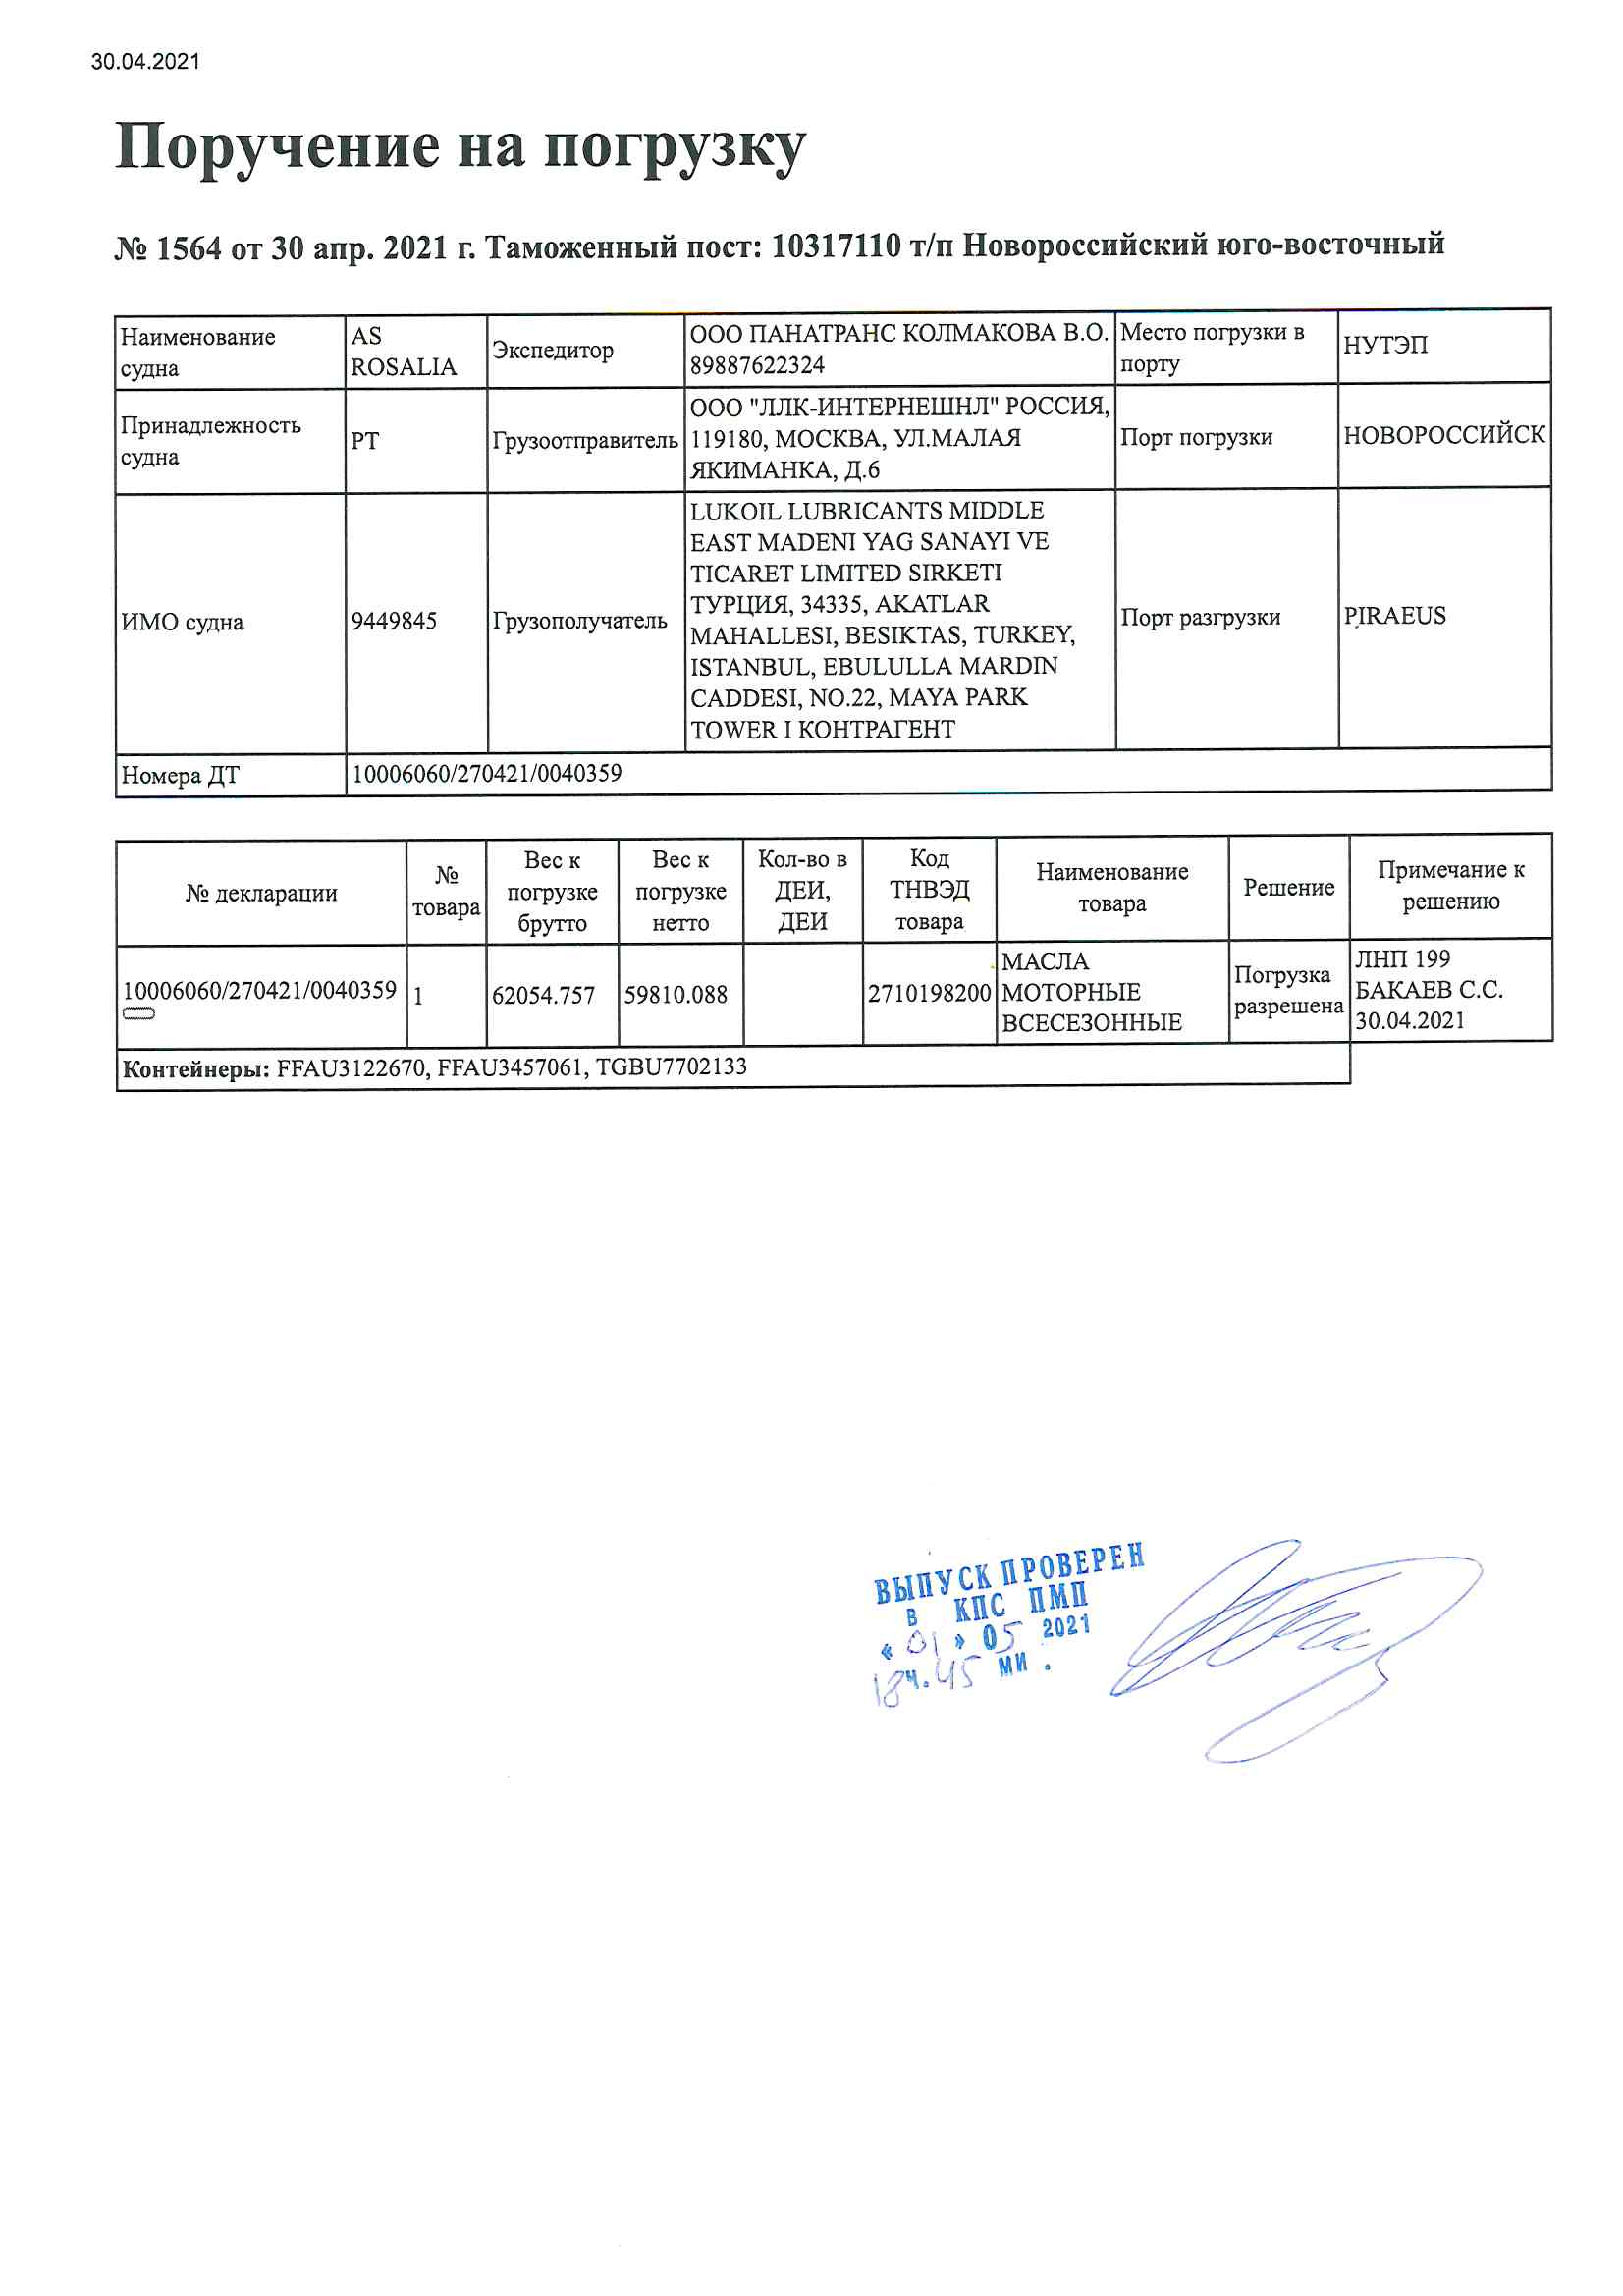 30.04.2021
Поручение на погрузку
№ 1564 от 30 апр. 2021 г. Таможенный пост: 10317110 т/п Новороссийский юго-восточный
Наименование
судна
AS
ROSALIA
Экспедитор
ООО ПАНАТРАНС КОЛМАКОВА В.О.
89887622324
Место погрузки в
порту
НУТЭП
Принадлежность
судна
PT
Грузоотправитель
ООО "ЛЛК-ИНТЕРНЕШНЛ" РОССИЯ,
119180, МОСКВА, УЛ.МАЛАЯ
ЯКИМАНКА, Д.6
Порт погрузки
НОВОРОССИЙСК
ИМО судна
9449845
Грузополучатель
LUKOIL LUBRICANTS MIDDLE
EAST MADENI YAG SANAYI VE
TICARET LIMITED SIRKETI
ТУРЦИЯ, 34335, AKATLAR
MAHALLESI, BESIKTAS, TURKEY,
ISTANBUL, EBULULLA MARDIN
CADDESI, NO.22, MAYA PARK
TOWER I КОНТРАГЕНТ
Порт разгрузки
PIRAEUS
Номера ДТ
10006060/270421/0040359
№ декларации
№
товара
Вес к
погрузке
брутто
Вес к
погрузке
нетто
Кол-во в
ДЕИ,
ДЕИ
Код
ТНВЭД
товара
Наименование
товара
Решение
Примечание к
решению
10006060/270421/0040359
1
62054.757
59810.088
2710198200
МАСЛА
МОТОРНЫЕ
ВСЕСЕЗОННЫЕ
Погрузка
разрешена
ЛНП 199
БАКАЕВ С.С.
30.04.2021
Контейнеры: FFAU3122670, FFAU3457061, TGBU7702133
ВЫПУСК ПРОВЕРЕН
В КПС ПМП
« 01 » 05 2021
18ч. 45 МИ .